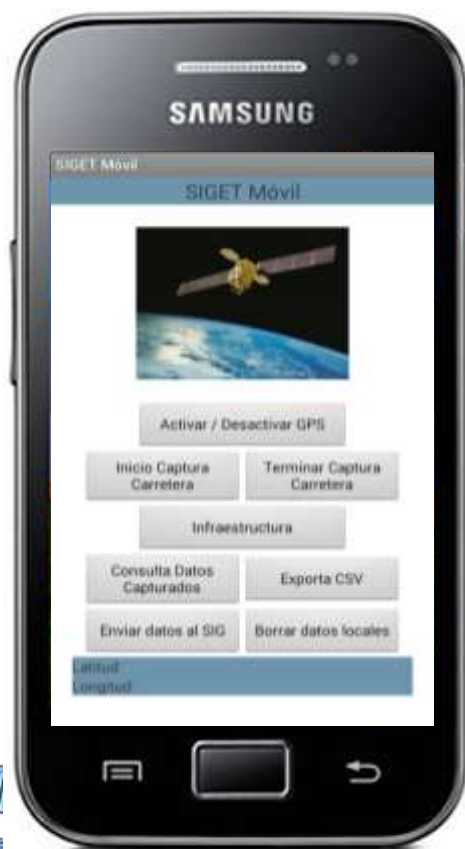 SAMSUNG
SIGET Móvil
SIGET Móvil
Activar / Desactivar GPS
Inicio Captura
Carretera
Terminar Captura
Carretera
Infraestructura
Consulta Datos
Capturados
Exporta CSV
Enviar datos al SIG
Borrar datos locales
Latitud
Longitud